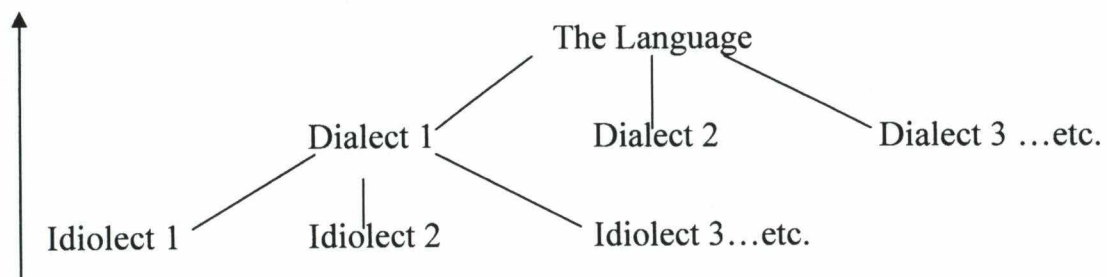 The Language
Dialect 1 Dialect 2 Dialect 3 ...etc.
Idiolect 1 Idiolect 2 Idiolect 3...etc.